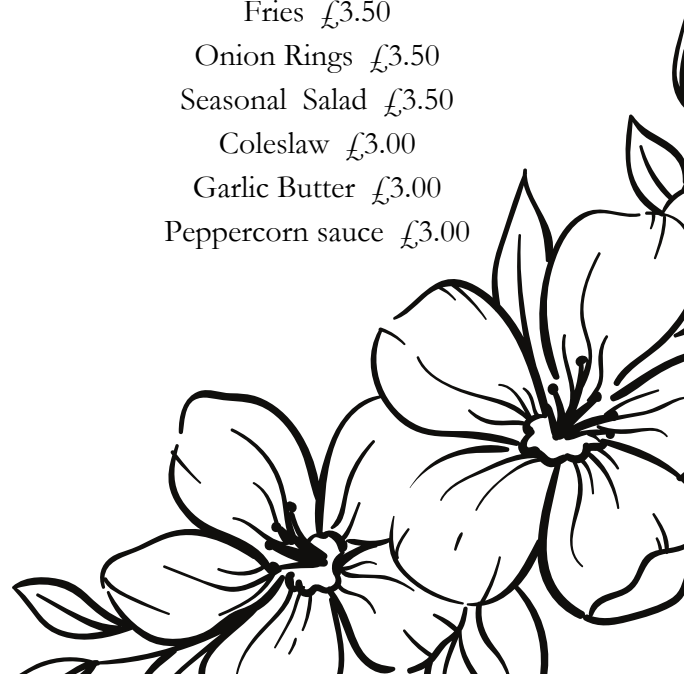 Fries £3.50
Onion Rings £3.50
Seasonal Salad £3.50
Coleslaw £3.00
Garlic Butter £3.00
Peppercorn sauce £3.00